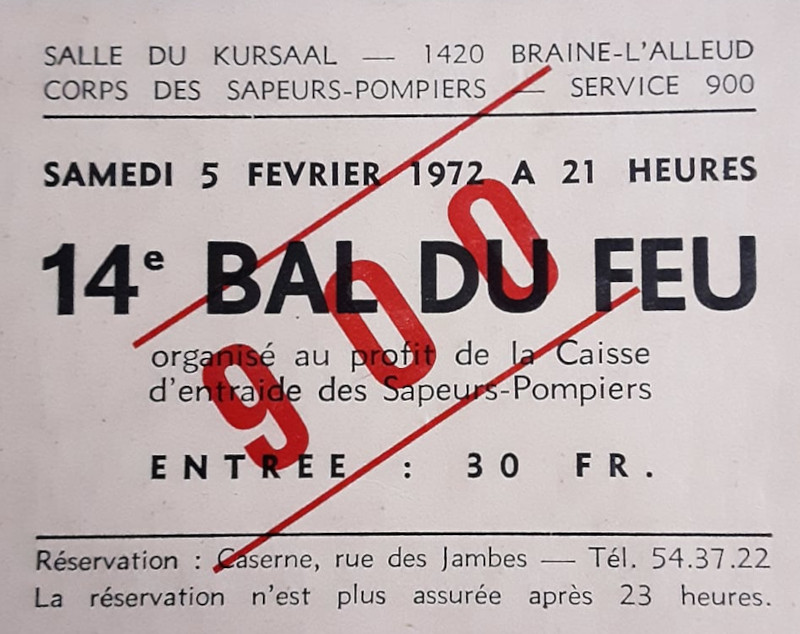 SALLE DU KURSAAL — 1420 BRAINE-L'ALLEUD
CORPS DES SAPEURS-POMPIERS — SERVICE 900
SAMEDI 5 FEVRIER 1972 A 21 HEURES
14e BAL DU FEU
900
organisé au profit de la Caisse
d'entraide des Sapeurs-Pompiers
ENTREE : 30 FR.
Réservation : Caserne, rue des Jambes — Tél. 54.37.22
La réservation n'est plus assurée après 23 heures.